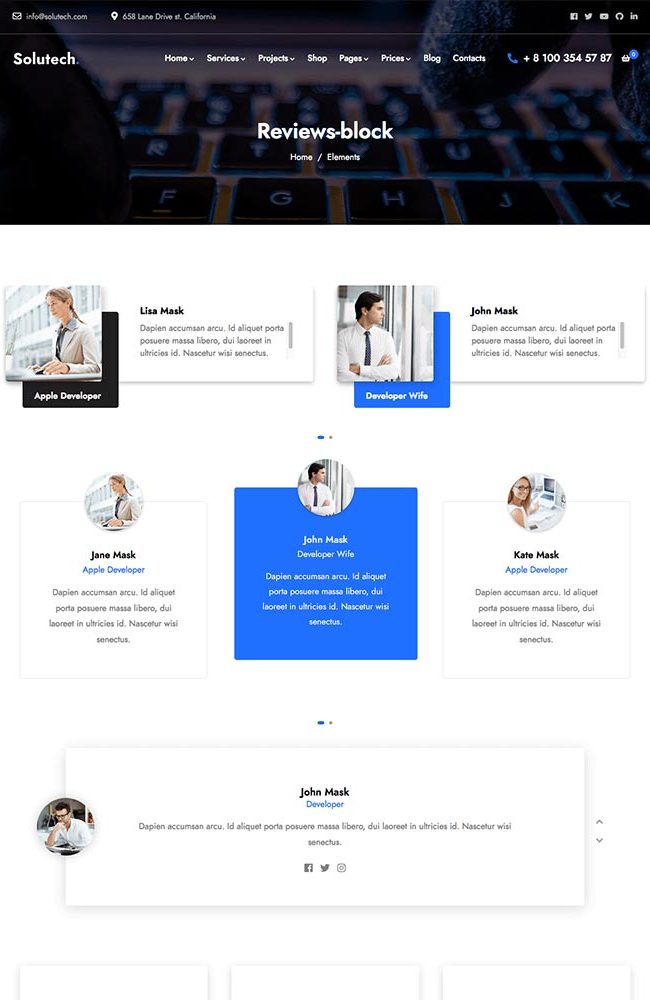 info@solutech.com 658 Lane Drive st. California
Solutech. Home Services Projects Shop Pages Prices Blog Contacts + 8 100 354 57 87 0
Reviews-block
Home / Elements
F G H J K
Lisa Mask
Dapien accumsan arcu. Id aliquet porta
posuere massa libero, dui laoreet in
ultricies id. Nascetur wisi senectus.
Apple Developer
John Mask
Dapien accumsan arcu. Id aliquet porta
posuere massa libero, dui laoreet in
ultricies id. Nascetur wisi senectus.
Developer Wife
Jane Mask
Apple Developer
Dapien accumsan arcu. Id aliquet
porta posuere massa libero, dui
laoreet in ultricies id. Nascetur wisi
senectus.
John Mask
Developer Wife
Dapien accumsan arcu. Id aliquet
porta posuere massa libero, dui
laoreet in ultricies id. Nascetur wisi
senectus.
Kate Mask
Apple Developer
Dapien accumsan arcu. Id aliquet
porta posuere massa libero, dui
laoreet in ultricies id. Nascetur wisi
senectus.
John Mask
Developer
Dapien accumsan arcu. Id aliquet porta posuere massa libero, dui laoreet in ultricies id. Nascetur wisi
senectus.